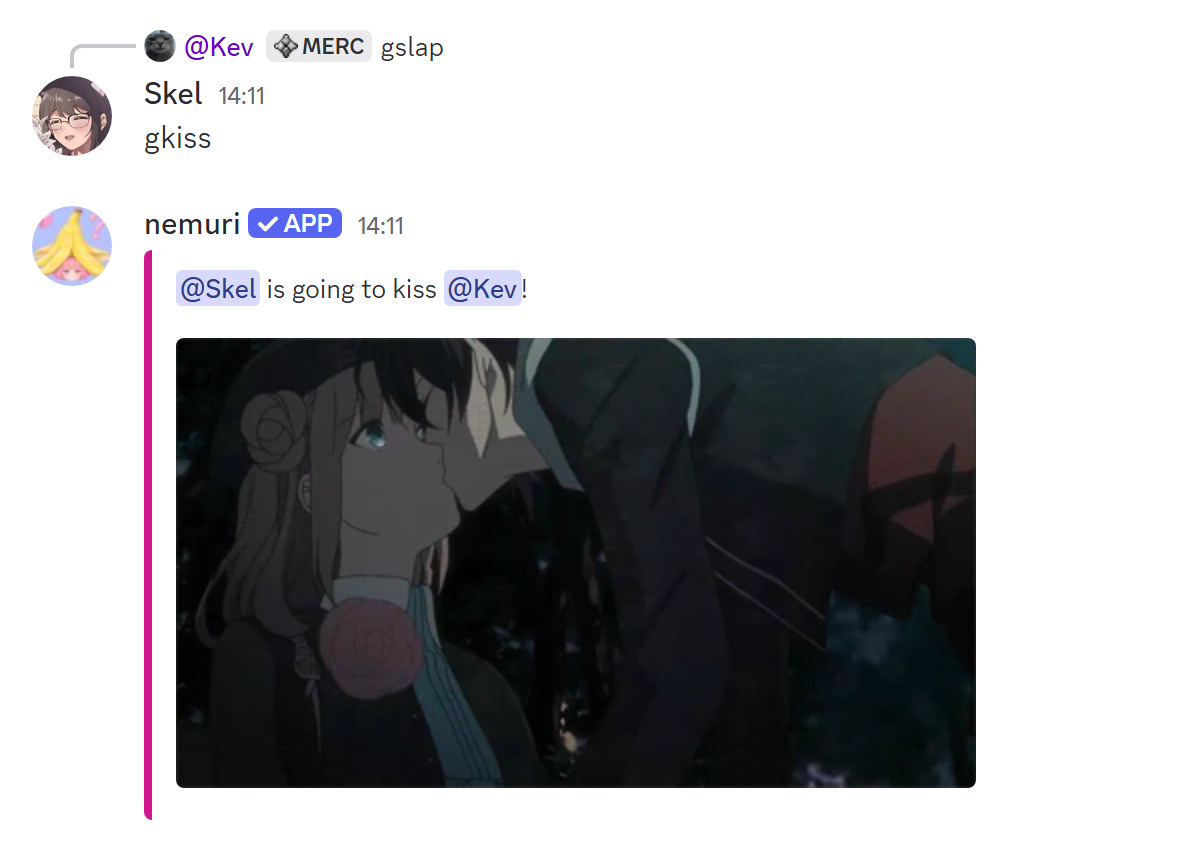 @Kev MERC gslap
Skel 14:11
gkiss
nemuri APP 14:11
@Skel is going to kiss @Kev!